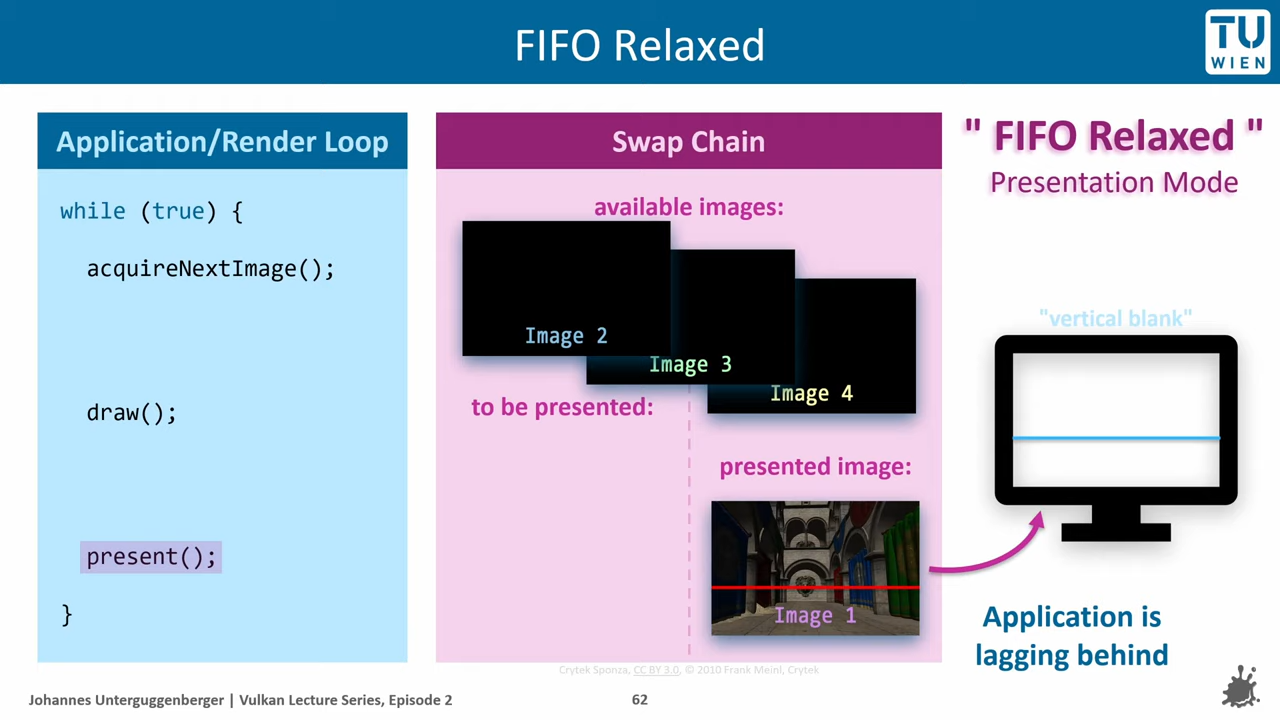 FIFO Relaxed
TU
WIEN
Application/Render Loop
while (true) {
acquireNextImage();
draw();
present();
}
Swap Chain
available images:
Image 2
Image 3
Image 4
to be presented:
presented image:
Image 1
" FIFO Relaxed "
Presentation Mode
"vertical blank"
Application is
lagging behind
Crytek Sponza, CC BY 3.0, © 2010 Frank Meinl, Crytek
Johannes Unterguggenberger | Vulkan Lecture Series, Episode 2
62